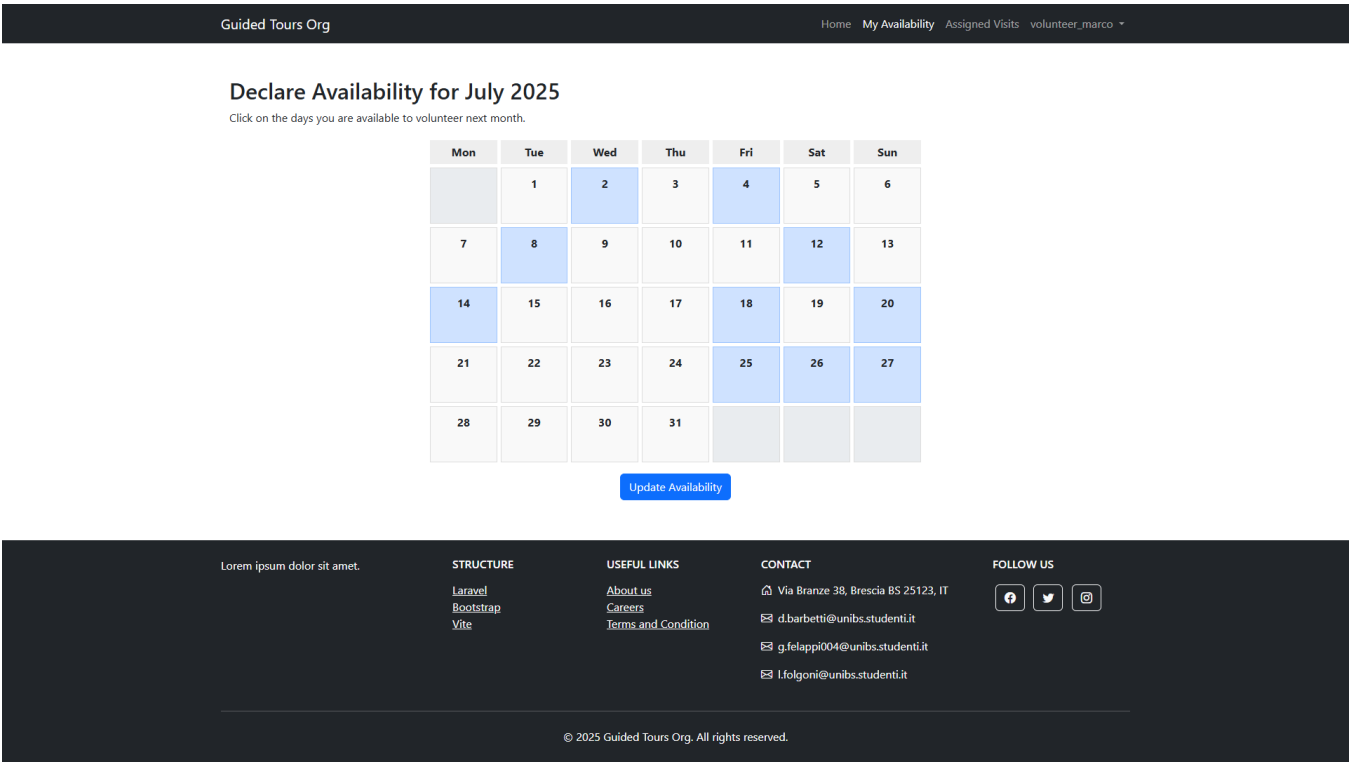 Guided Tours Org
Home My Availability Assigned Visits volunteer_marco
Declare Availability for July 2025
Click on the days you are available to volunteer next month.
Mon Tue Wed Thu Fri Sat Sun
1 2 3 4 5 6
7 8 9 10 11 12 13
14 15 16 17 18 19 20
21 22 23 24 25 26 27
28 29 30 31
Update Availability
Lorem ipsum dolor sit amet.
STRUCTURE
Laravel
Bootstrap
Vite
USEFUL LINKS
About us
Careers
Terms and Condition
CONTACT
Via Branze 38, Brescia BS 25123, IT
d.barbetti@unibs.studenti.it
g.felappi004@unibs.studenti.it
l.folgoni@unibs.studenti.it
FOLLOW US
© 2025 Guided Tours Org. All rights reserved.